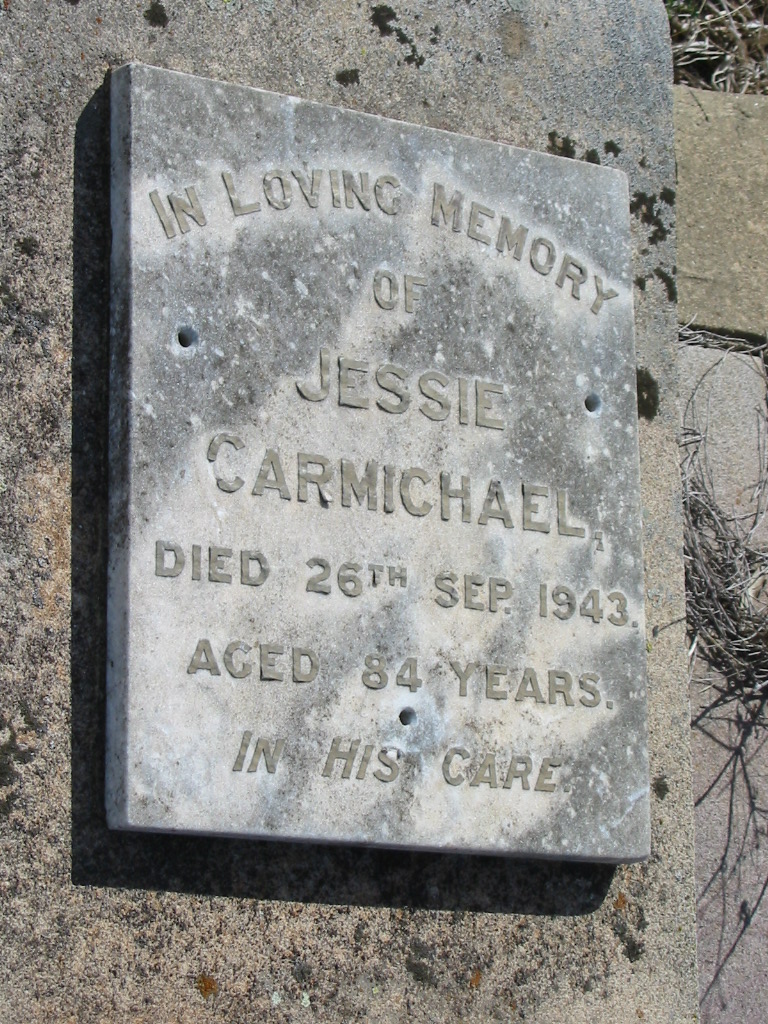 IN LOVING MEMORY
OF
JESSIE
CARMICHAEL,
DIED 26TH SEP. 1943.
AGED 84 YEARS.
IN HIS CARE.